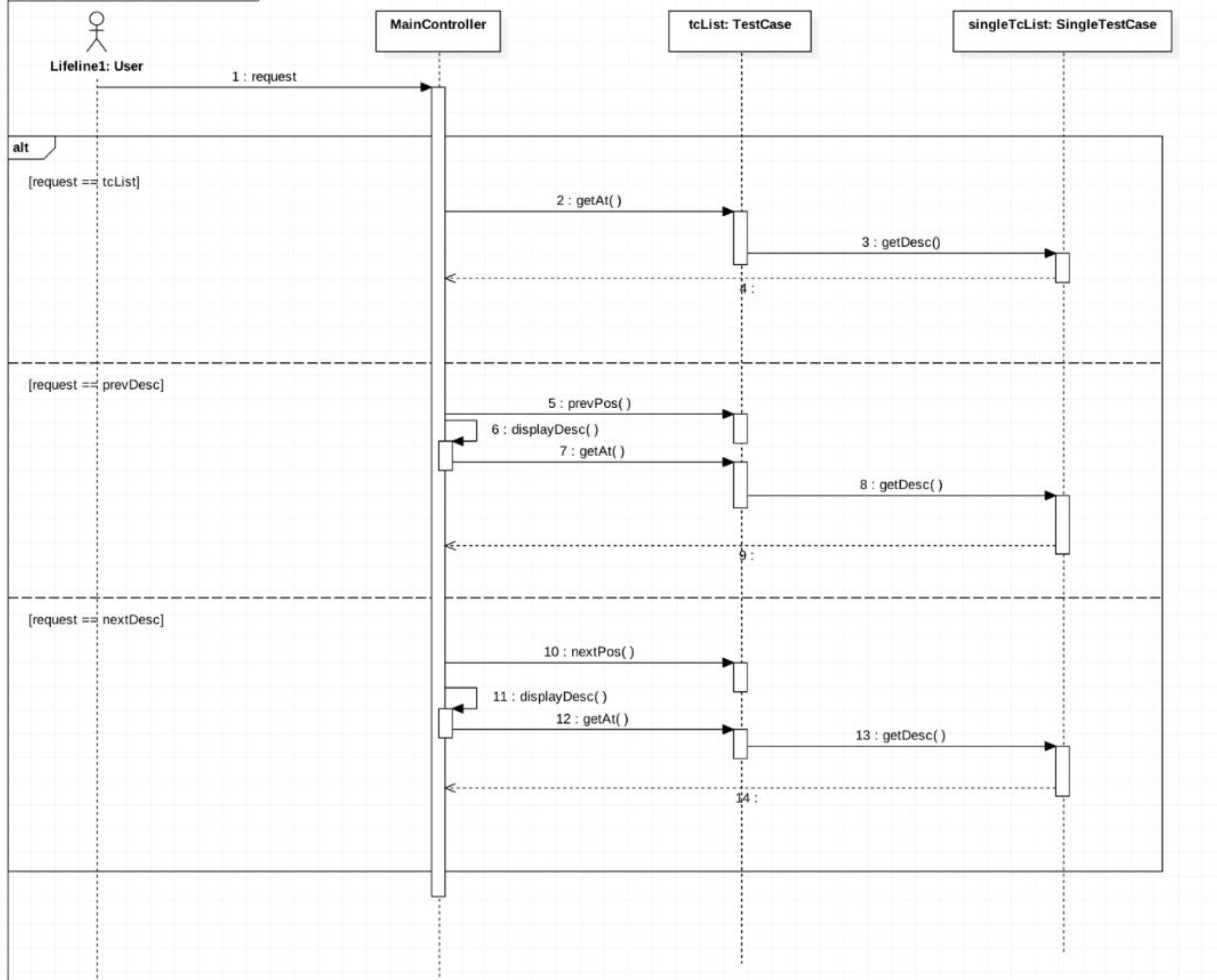 MainController
tcList: TestCase
singleTcList: SingleTestCase
Lifeline1: User
1 : request
alt
[request == tcList]
2 : getAt( )
3 : getDesc()
4 :
[request == prevDesc]
5 : prevPos( )
6 : displayDesc( )
7 : getAt( )
8 : getDesc( )
9 :
[request == nextDesc]
10 : nextPos( )
11 : displayDesc( )
12 : getAt( )
13 : getDesc( )
14 :